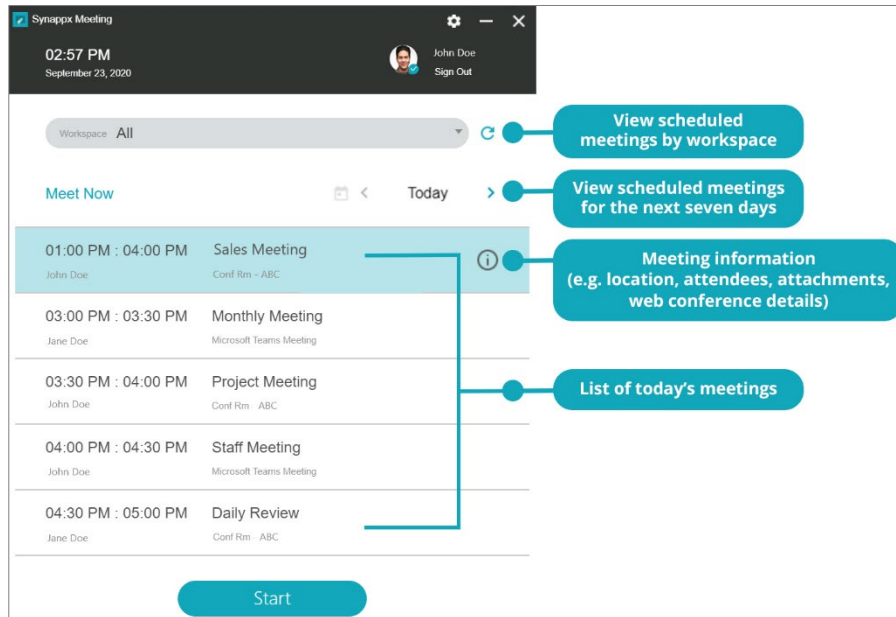 Synappx Meeting
02:57 PM
September 23, 2020
John Doe
Sign Out
Workspace All
View scheduled
meetings by workspace
Meet Now
Today
View scheduled meetings
for the next seven days
01:00 PM : 04:00 PM Sales Meeting
John Doe Conf Rm - ABC
Meeting information
(e.g. location, attendees, attachments,
web conference details)
03:00 PM : 03:30 PM Monthly Meeting
Jane Doe Microsoft Teams Meeting
03:30 PM : 04:00 PM Project Meeting
John Doe Conf Rm - ABC
List of today’s meetings
04:00 PM : 04:30 PM Staff Meeting
John Doe Microsoft Teams Meeting
04:30 PM : 05:00 PM Daily Review
Jane Doe Conf Rm - ABC
Start